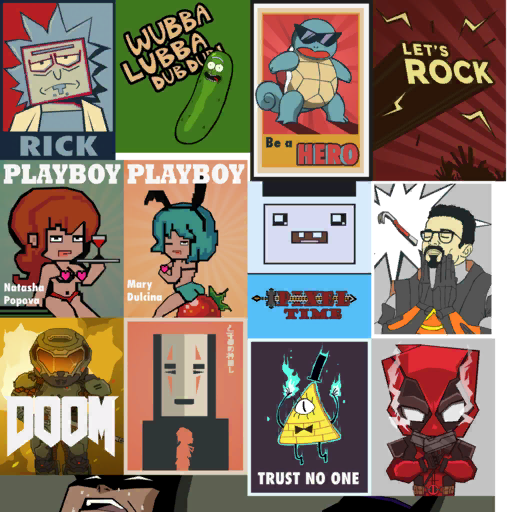 RICK
WUBBA
LUBBA
DUB DUB
Be a
HERO
LET'S
ROCK
PLAYBOY
Natasha
Popova
PLAYBOY
Mary
Dulcina
TIME
DOOM
TRUST NO ONE